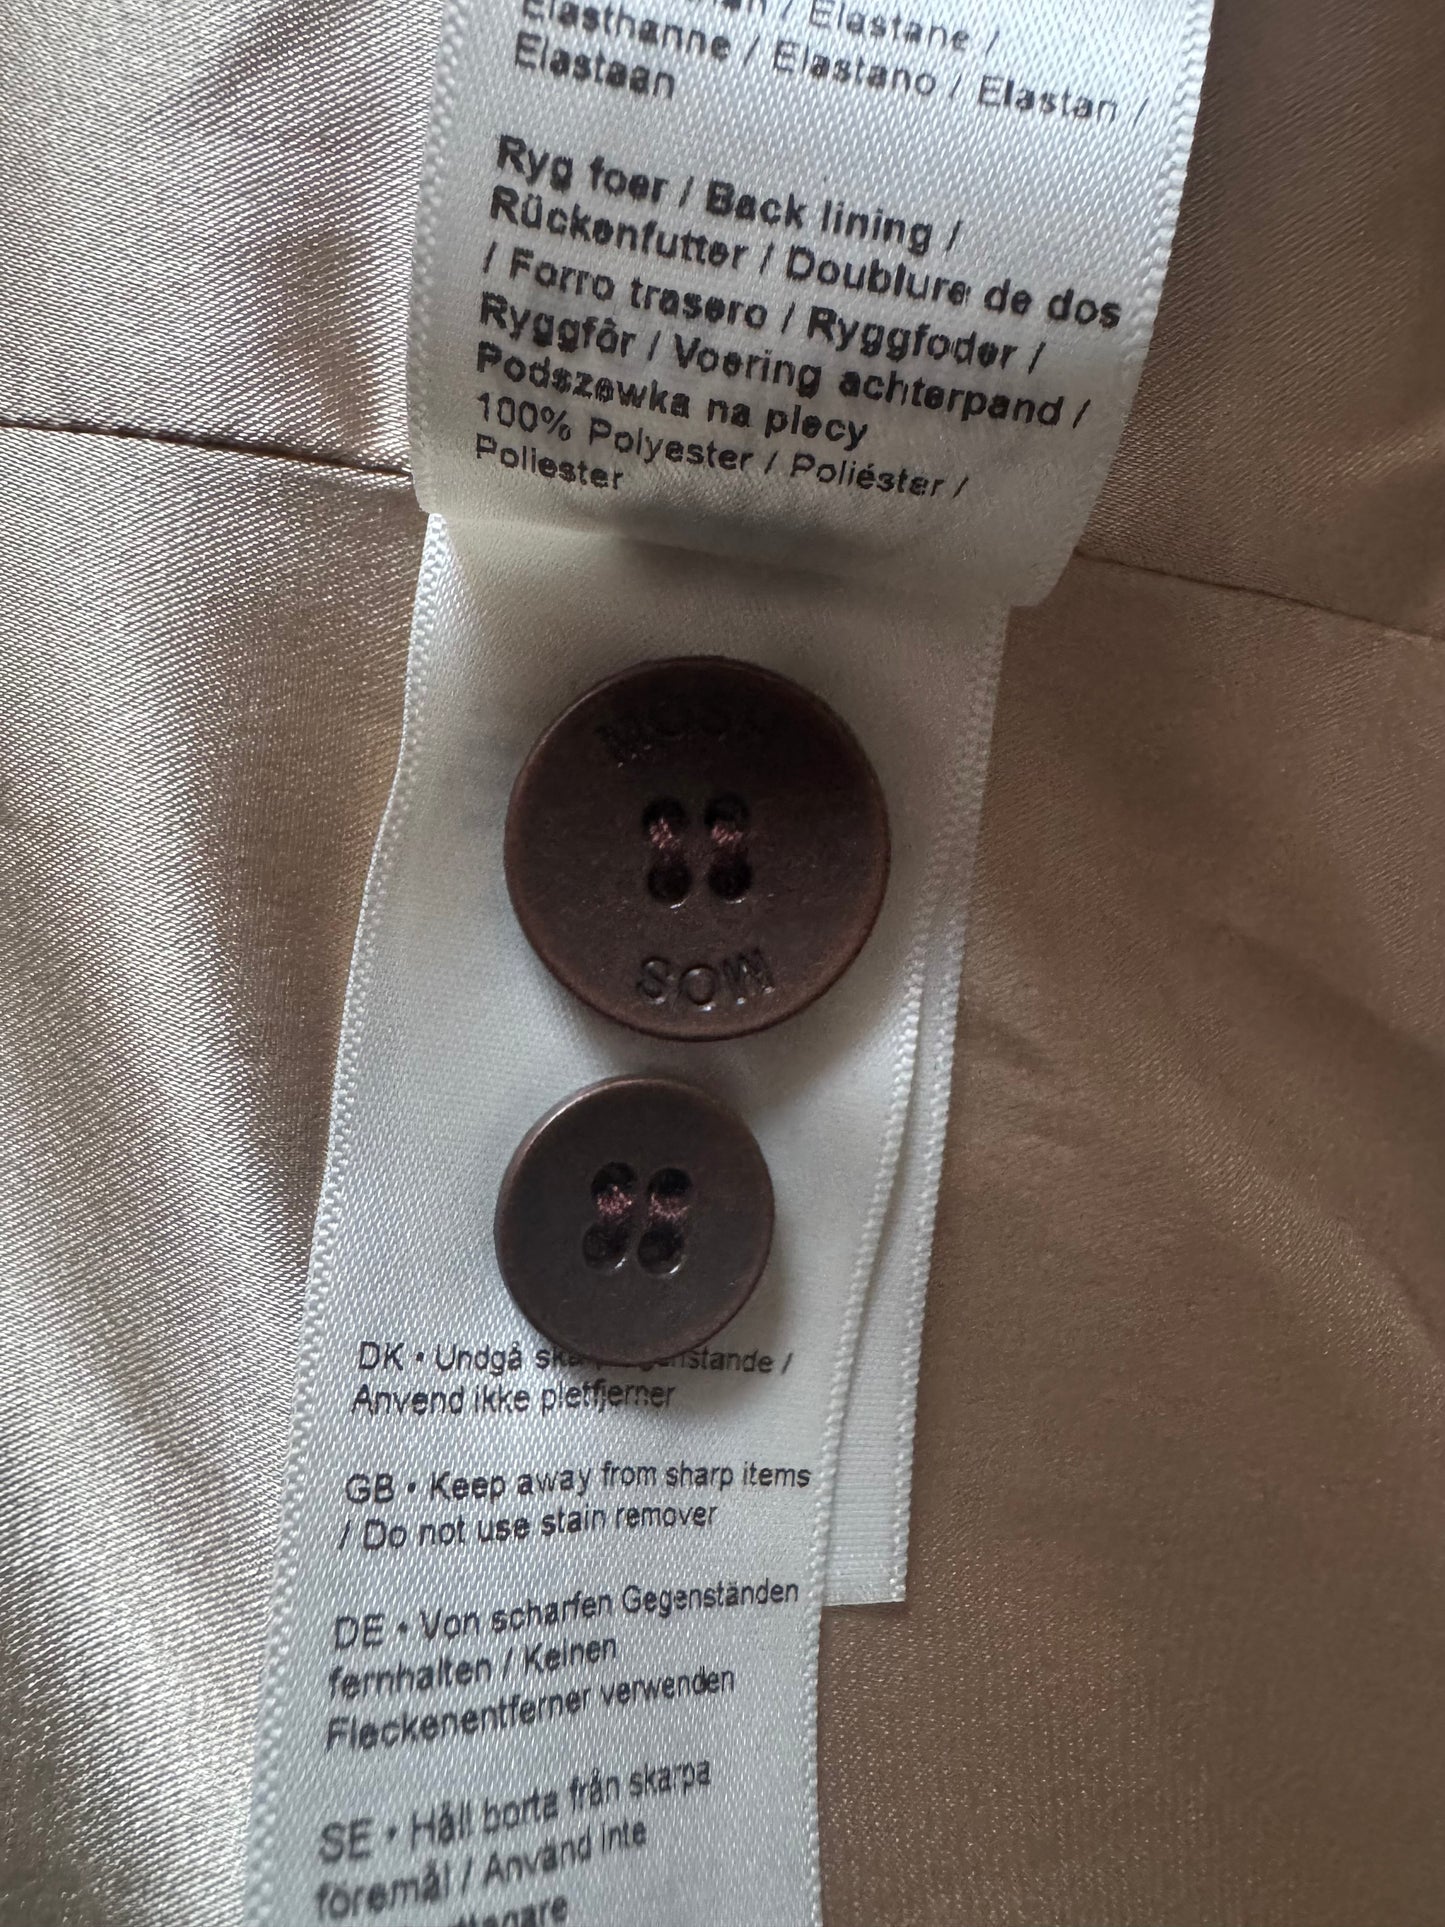 / Elastane /
Elasthanne / Elastano / Elastan /
Elastaan
Ryg foer / Back lining /
Rückenfutter / Doublure de dos
/ Forro trasero / Ryggfoder /
Ryggfôr / Voering achterpand /
Podszewka na plecy
100% Polyester / Poliéster /
Poliester
MOSH
MOS
DK • Undgå
Anvend ikke pletfjerner
GB • Keep away from sharp items
/ Do not use stain remover
DE • Von scharfen Gegenständen
fernhalten / Keinen
Fleckenentferner verwenden
SE • Håll borta från skarpa
föremål / Använd inte